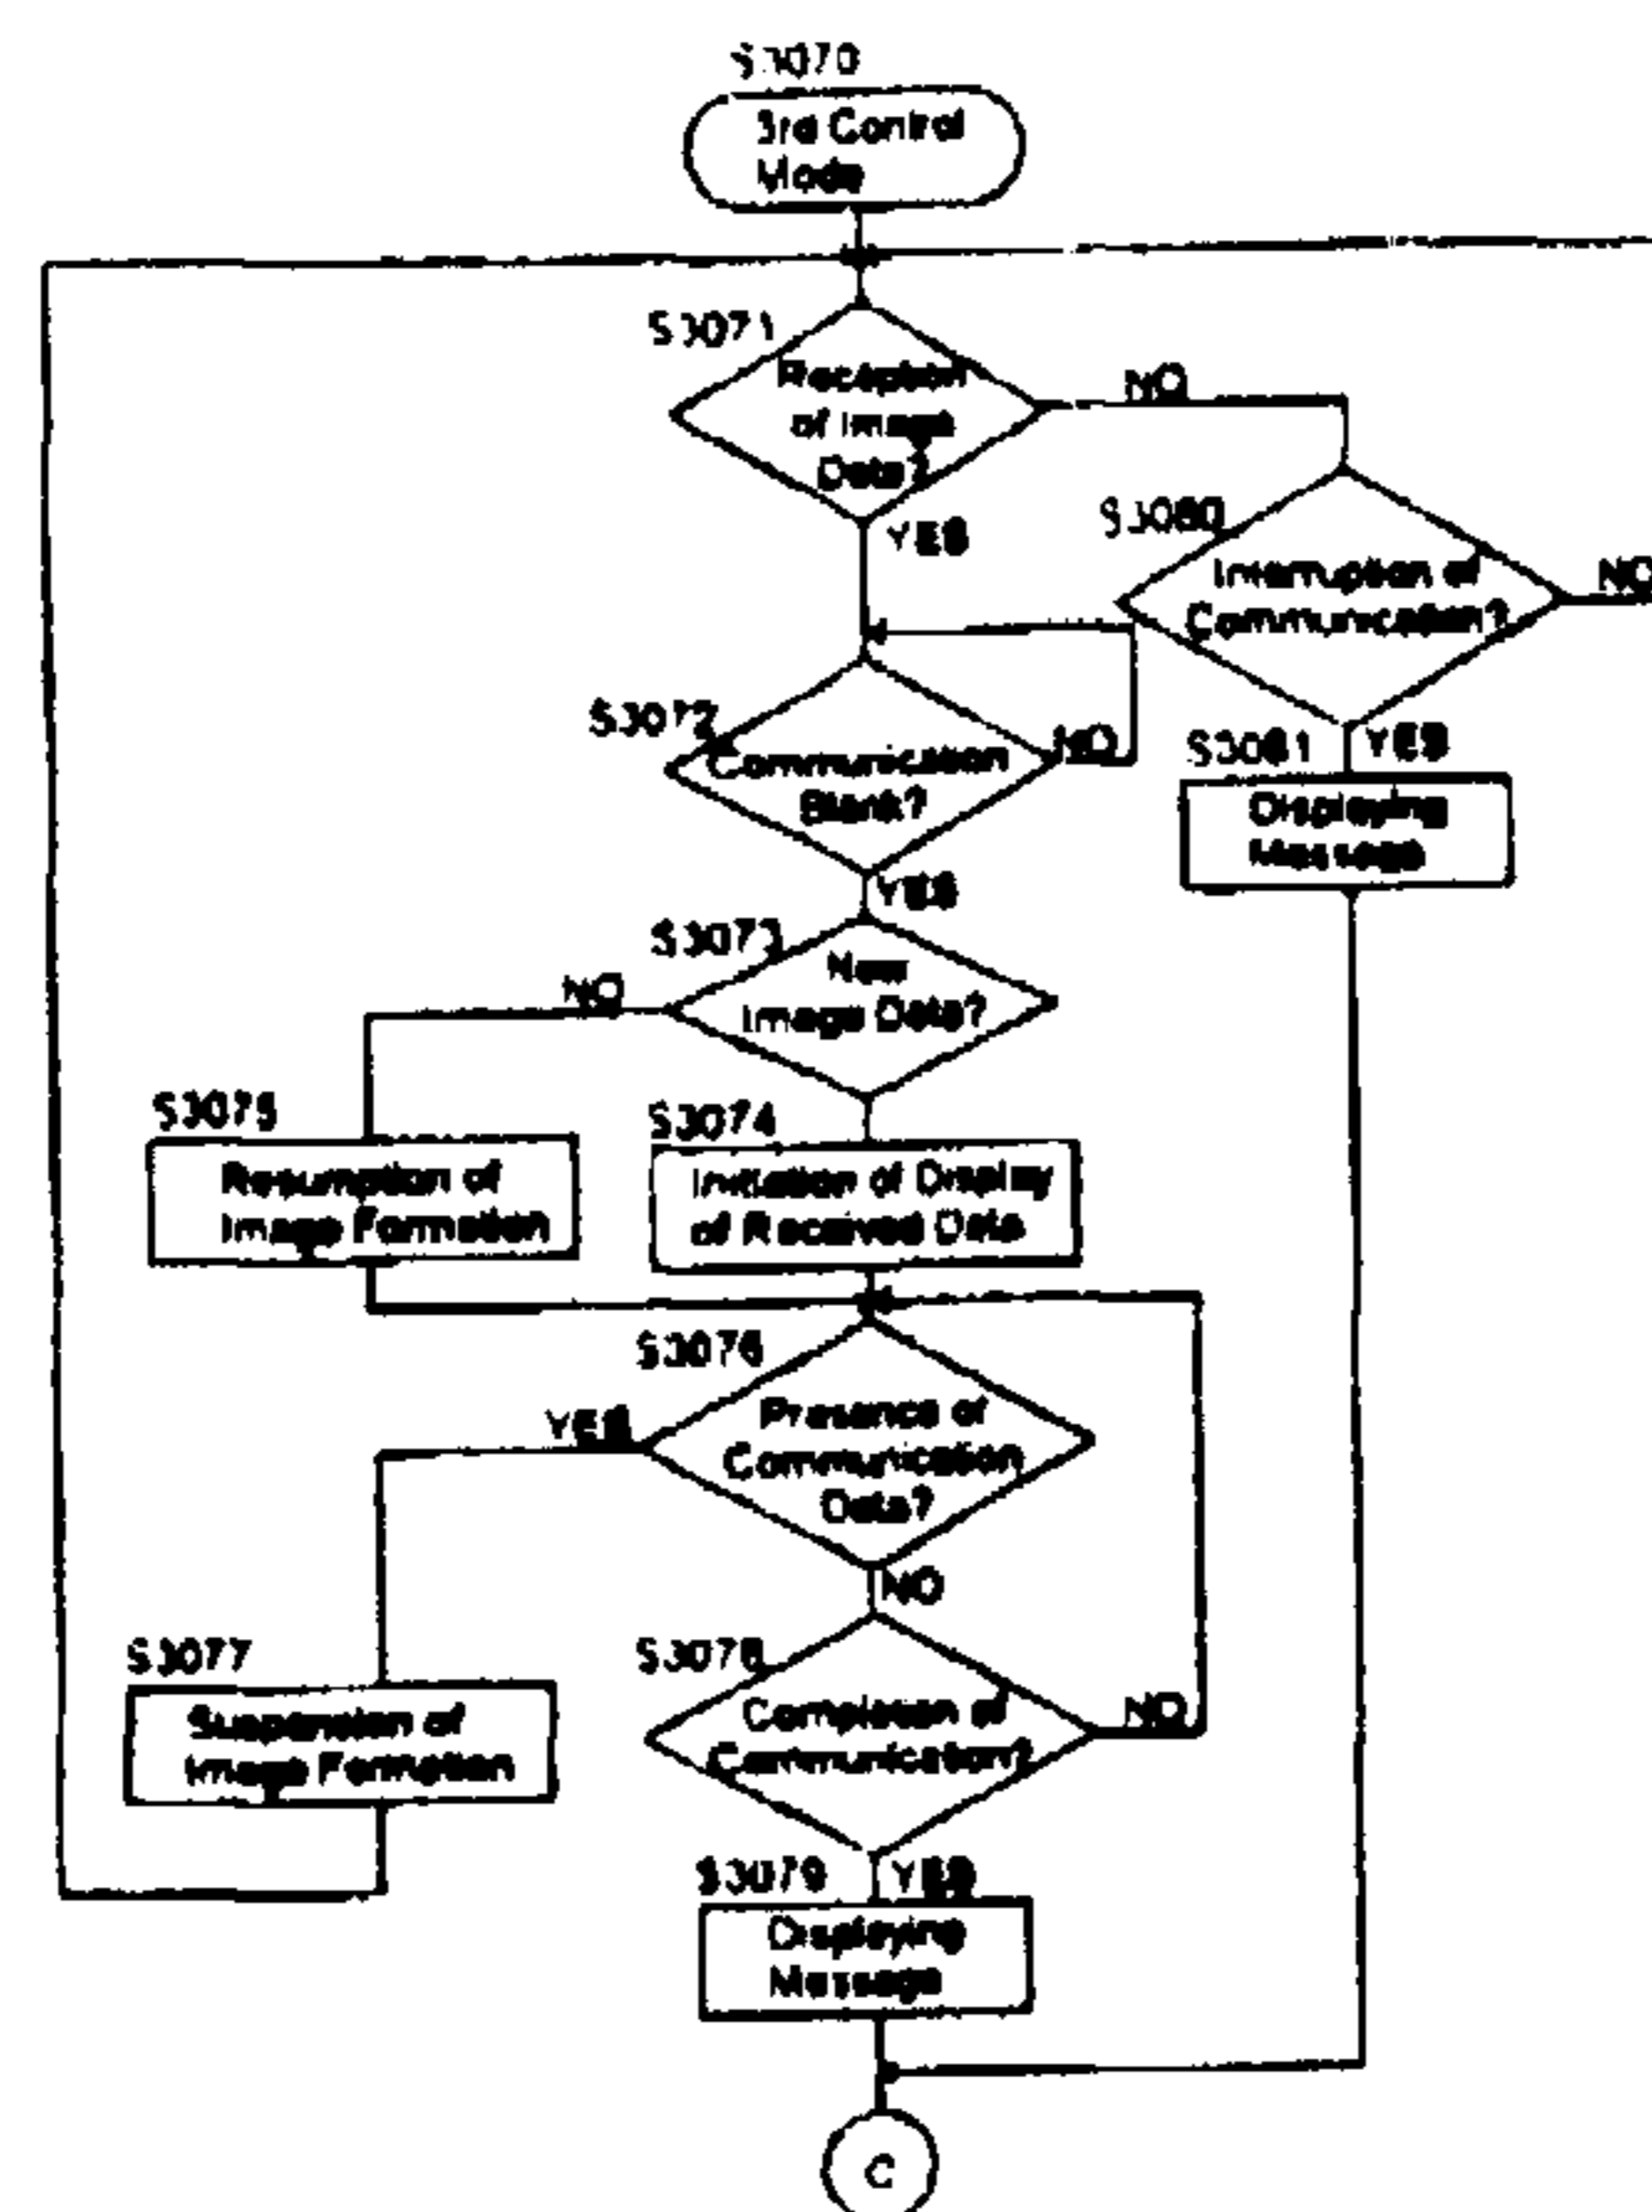 S3070
3rd Control
Mode
S3071
Reception
of Image
Data?
NO
YES
S3080
Interruption of
Communication?
NO
S3072
Communication
Blank?
NO
S3081
YES
Displaying
Message
YES
S3073
New
Image Data?
NO
S3075
Resumption of
Image Formation
S3074
Initiation of Display
of Received Data
S3076
Presence of
Communication
Data?
YES
NO
S3077
Suspension of
Image Formation
S3078
Completion of
Communication?
NO
S3079
YES
Displaying
Message
C